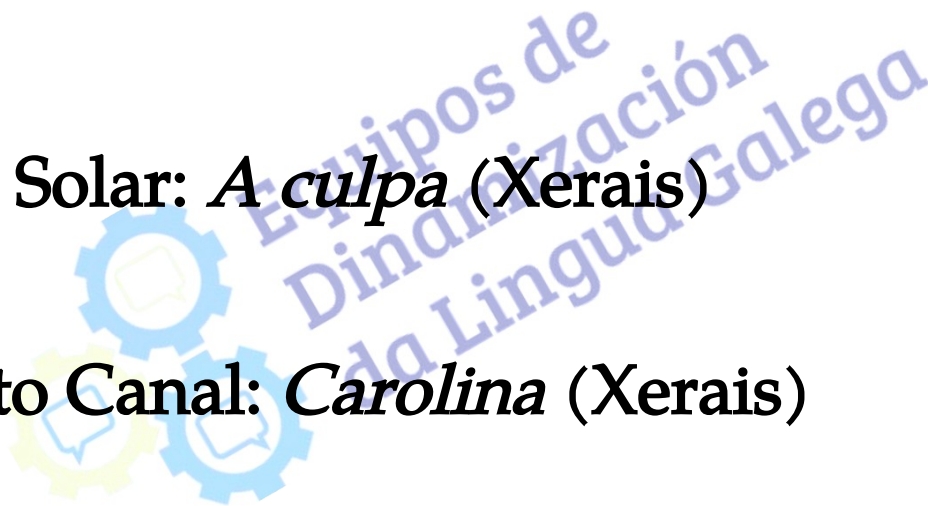 Equipos de
Dinamización
da Lingua Galega
Solar: A culpa (Xerais)
to Canal: Carolina (Xerais)